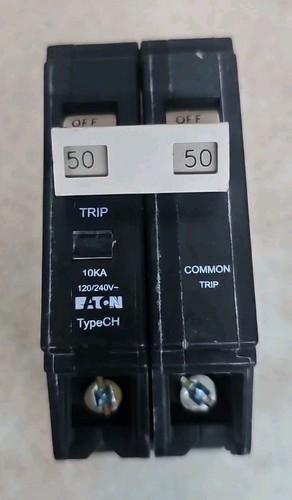 OFF OFF
50 50
TRIP
10KA
120/240V~
EATON
TypeCH
COMMON
TRIP